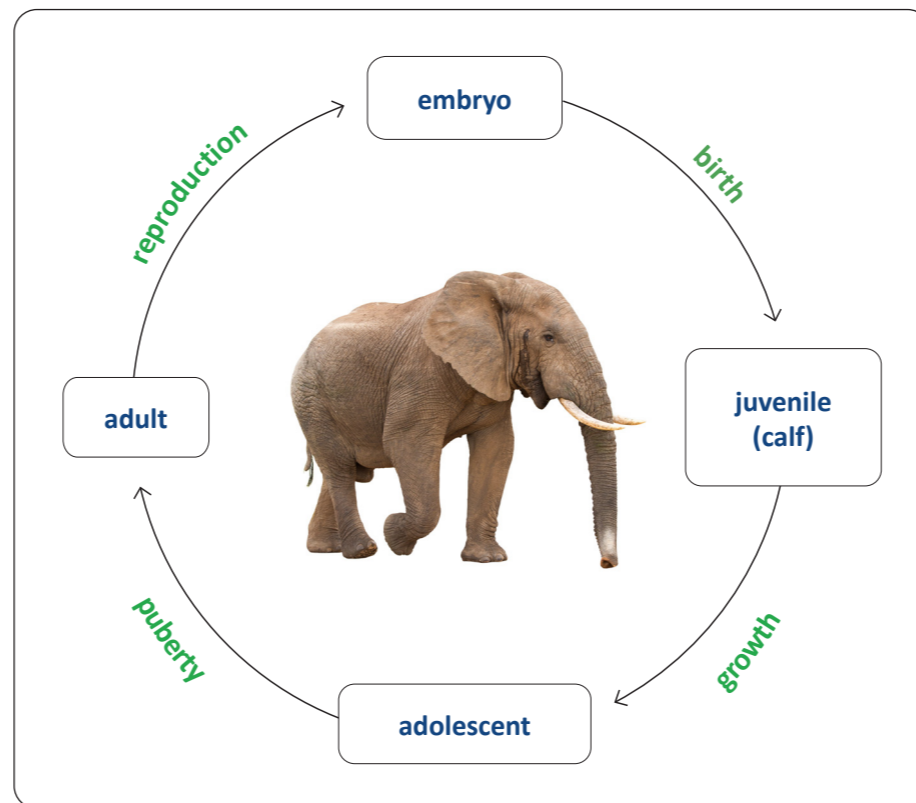 embryo
birth
juvenile
(calf)
growth
adolescent
puberty
adult
reproduction